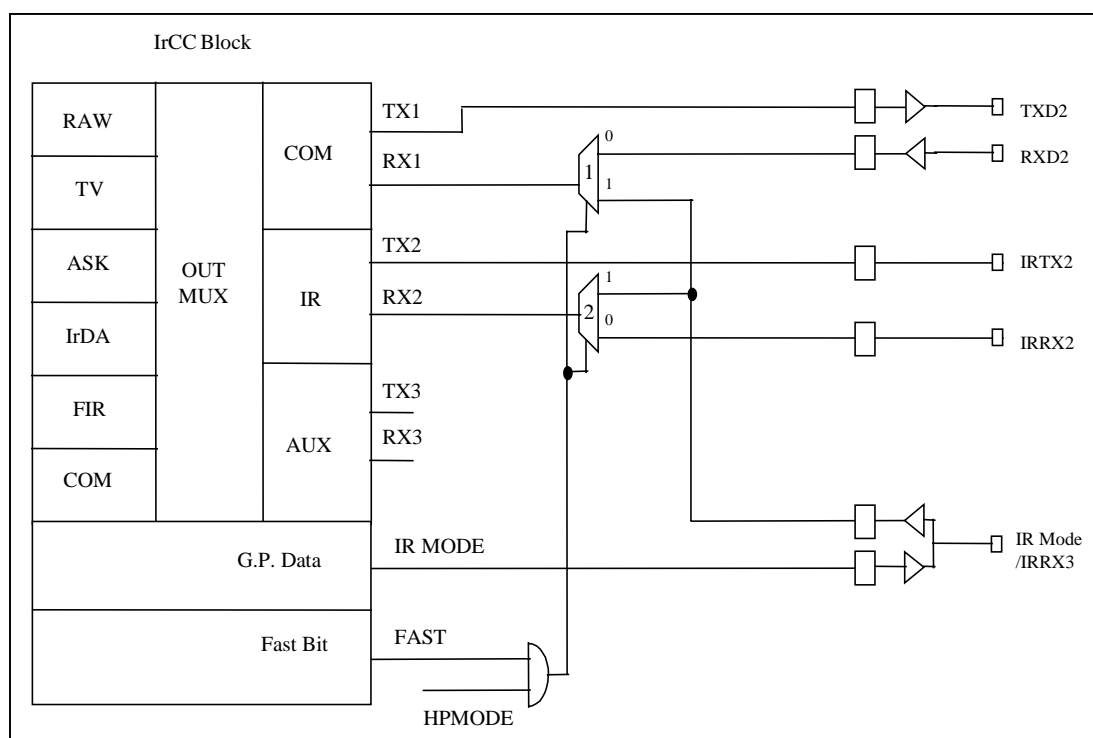 IrCC Block
RAW
TV
ASK
IrDA
FIR
COM
OUT
MUX
COM
IR
AUX
G.P. Data
Fast Bit
TX1
RX1
TX2
RX2
TX3
RX3
IR MODE
FAST
HPMODE
1
0
1
2
1
0
TXD2
RXD2
IRTX2
IRRX2
IR Mode
/IRRX3